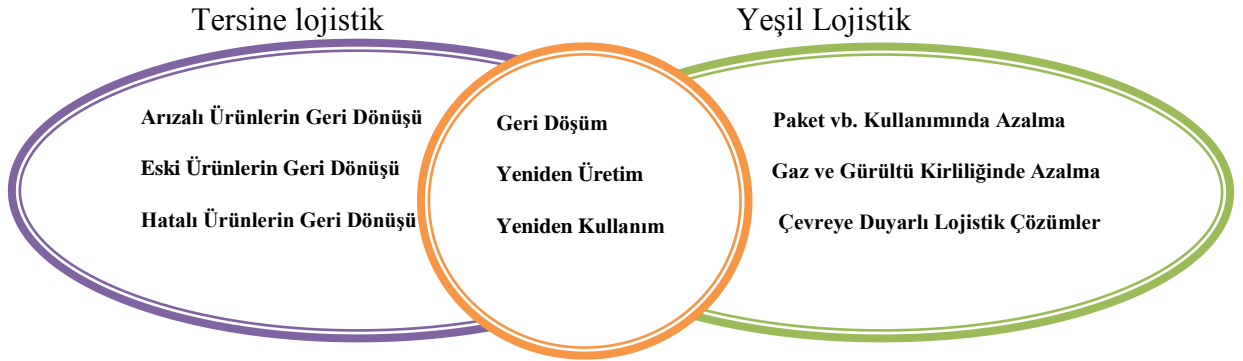 Tersine lojistik
Yeşil Lojistik
Arızalı Ürünlerin Geri Dönüşü
Eski Ürünlerin Geri Dönüşü
Hatalı Ürünlerin Geri Dönüşü
Geri Döşüm
Yeniden Üretim
Yeniden Kullanım
Paket vb. Kullanımında Azalma
Gaz ve Gürültü Kirliliğinde Azalma
Çevreye Duyarlı Lojistik Çözümler